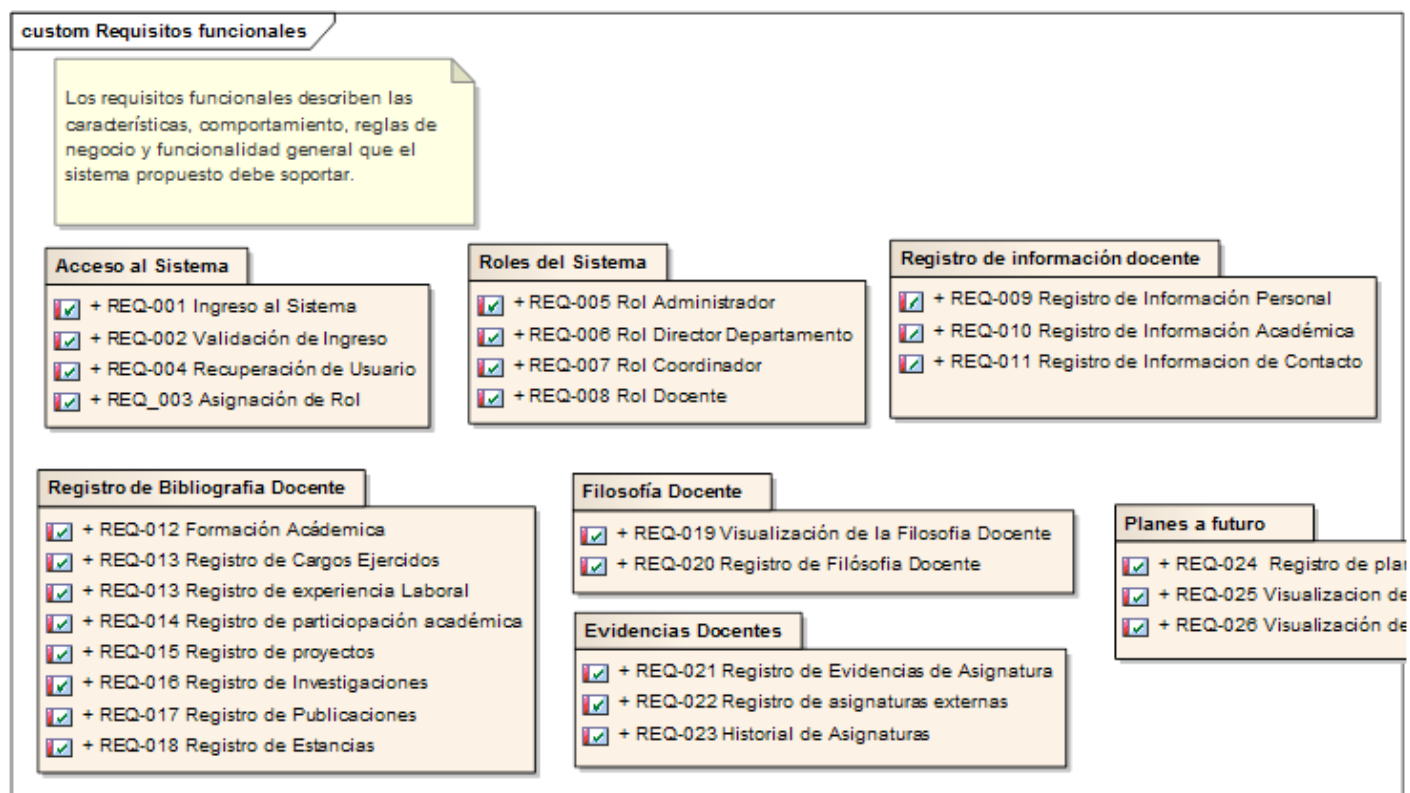 custom Requisitos funcionales
Los requisitos funcionales describen las
características, comportamiento, reglas de
negocio y funcionalidad general que el
sistema propuesto debe soportar.
Acceso al Sistema
+ REQ-001 Ingreso al Sistema
+ REQ-002 Validación de Ingreso
+ REQ-004 Recuperación de Usuario
+ REQ_003 Asignación de Rol
Roles del Sistema
+ REQ-005 Rol Administrador
+ REQ-006 Rol Director Departamento
+ REQ-007 Rol Coordinador
+ REQ-008 Rol Docente
Registro de información docente
+ REQ-009 Registro de Información Personal
+ REQ-010 Registro de Información Académica
+ REQ-011 Registro de Informacion de Contacto
Registro de Bibliografia Docente
+ REQ-012 Formación Acádemica
+ REQ-013 Registro de Cargos Ejercidos
+ REQ-013 Registro de experiencia Laboral
+ REQ-014 Registro de particiopación académica
+ REQ-015 Registro de proyectos
+ REQ-016 Registro de Investigaciones
+ REQ-017 Registro de Publicaciones
+ REQ-018 Registro de Estancias
Filosofía Docente
+ REQ-019 Visualización de la Filosofia Docente
+ REQ-020 Registro de Filósofia Docente
Evidencias Docentes
+ REQ-021 Registro de Evidencias de Asignatura
+ REQ-022 Registro de asignaturas externas
+ REQ-023 Historial de Asignaturas
Planes a futuro
+ REQ-024 Registro de
+ REQ-025 Visualizacion de
+ REQ-026 Visualización de